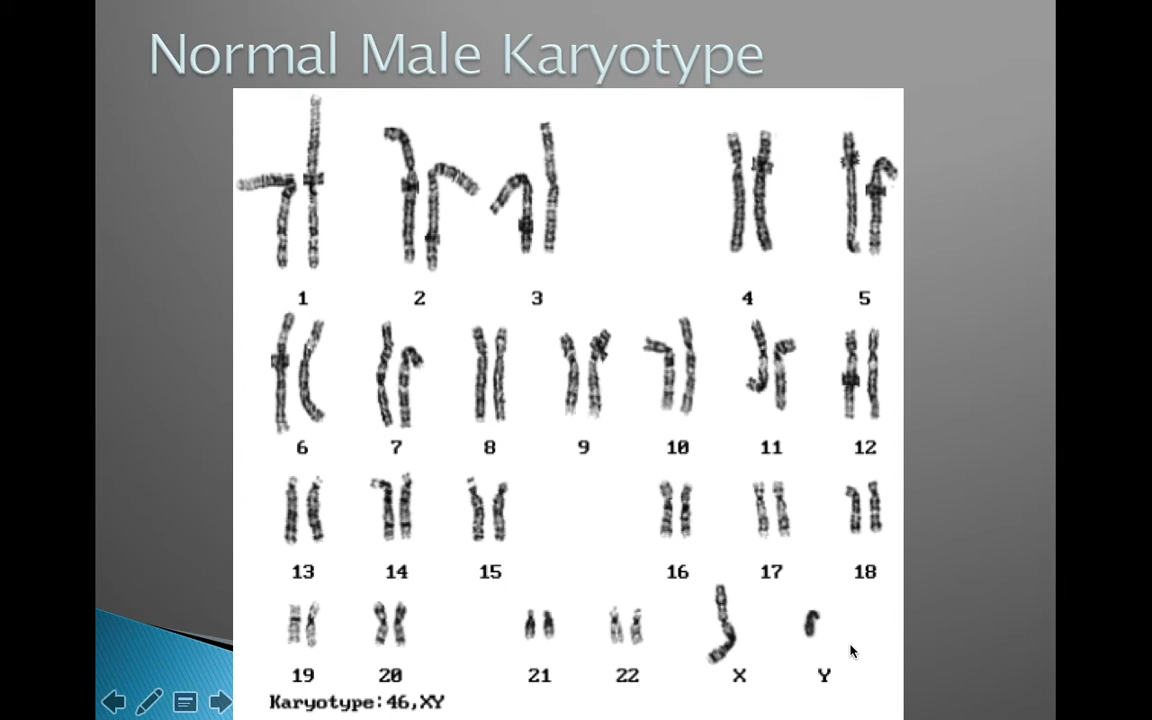 Normal Male Karyotype
1 2 3 4 5
6 7 8 9 10 11 12
13 14 15 16 17 18
19 20 21 22 X Y
Karyotype:46,XY